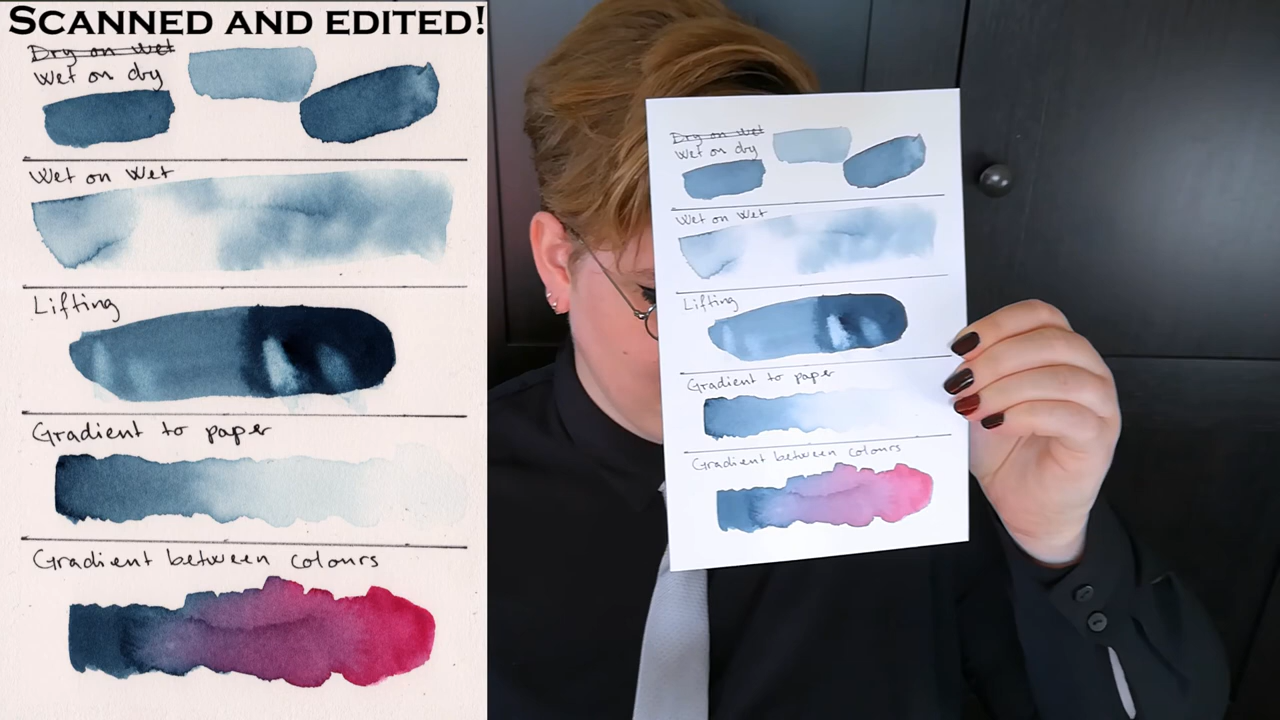 SCANNED AND EDITED!
Dry on wet
Wet on dry
Wet on Wet
Lifting
Gradient to paper
Gradient between colours
Dry on wet
Wet on dry
Wet on Wet
Lifting
Gradient to paper
Gradient between colours